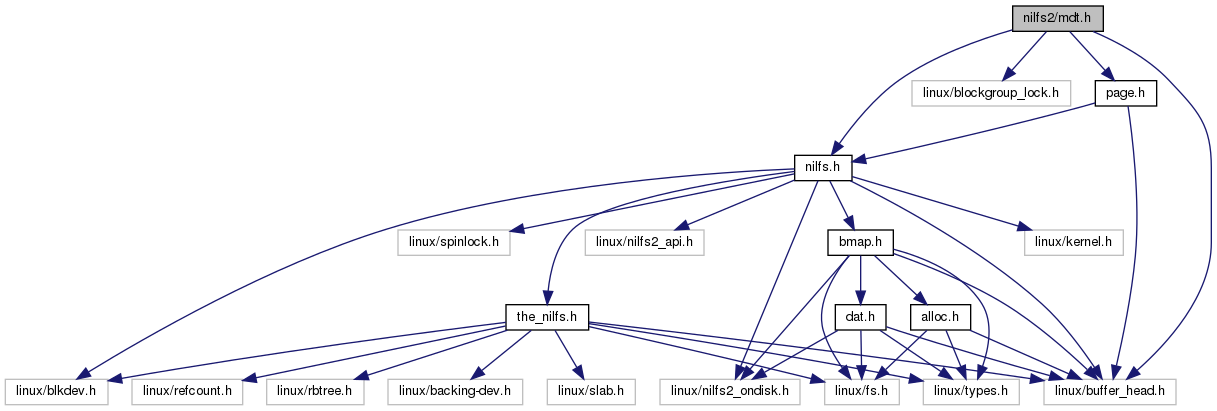 nilfs2/mdt.h
linux/blockgroup_lock.h
page.h
nilfs.h
linux/spinlock.h
linux/nilfs2_api.h
bmap.h
linux/kernel.h
the_nilfs.h
dat.h
alloc.h
linux/blkdev.h
linux/refcount.h
linux/rbtree.h
linux/backing-dev.h
linux/slab.h
linux/nilfs2_ondisk.h
linux/fs.h
linux/types.h
linux/buffer_head.h